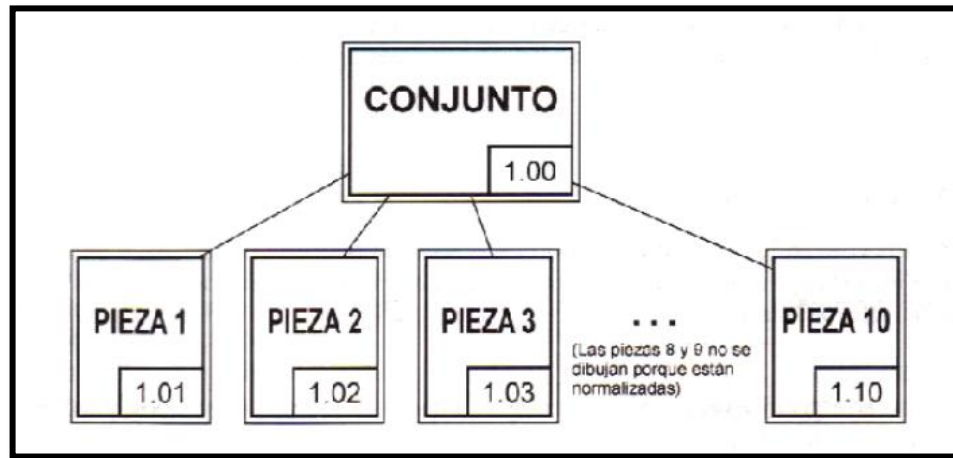 CONJUNTO
1.00
PIEZA 1
1.01
PIEZA 2
1.02
PIEZA 3
1.03
...
(Las piezas 8 y 9 no se
dibujan porque están
normalizadas)
PIEZA 10
1.10